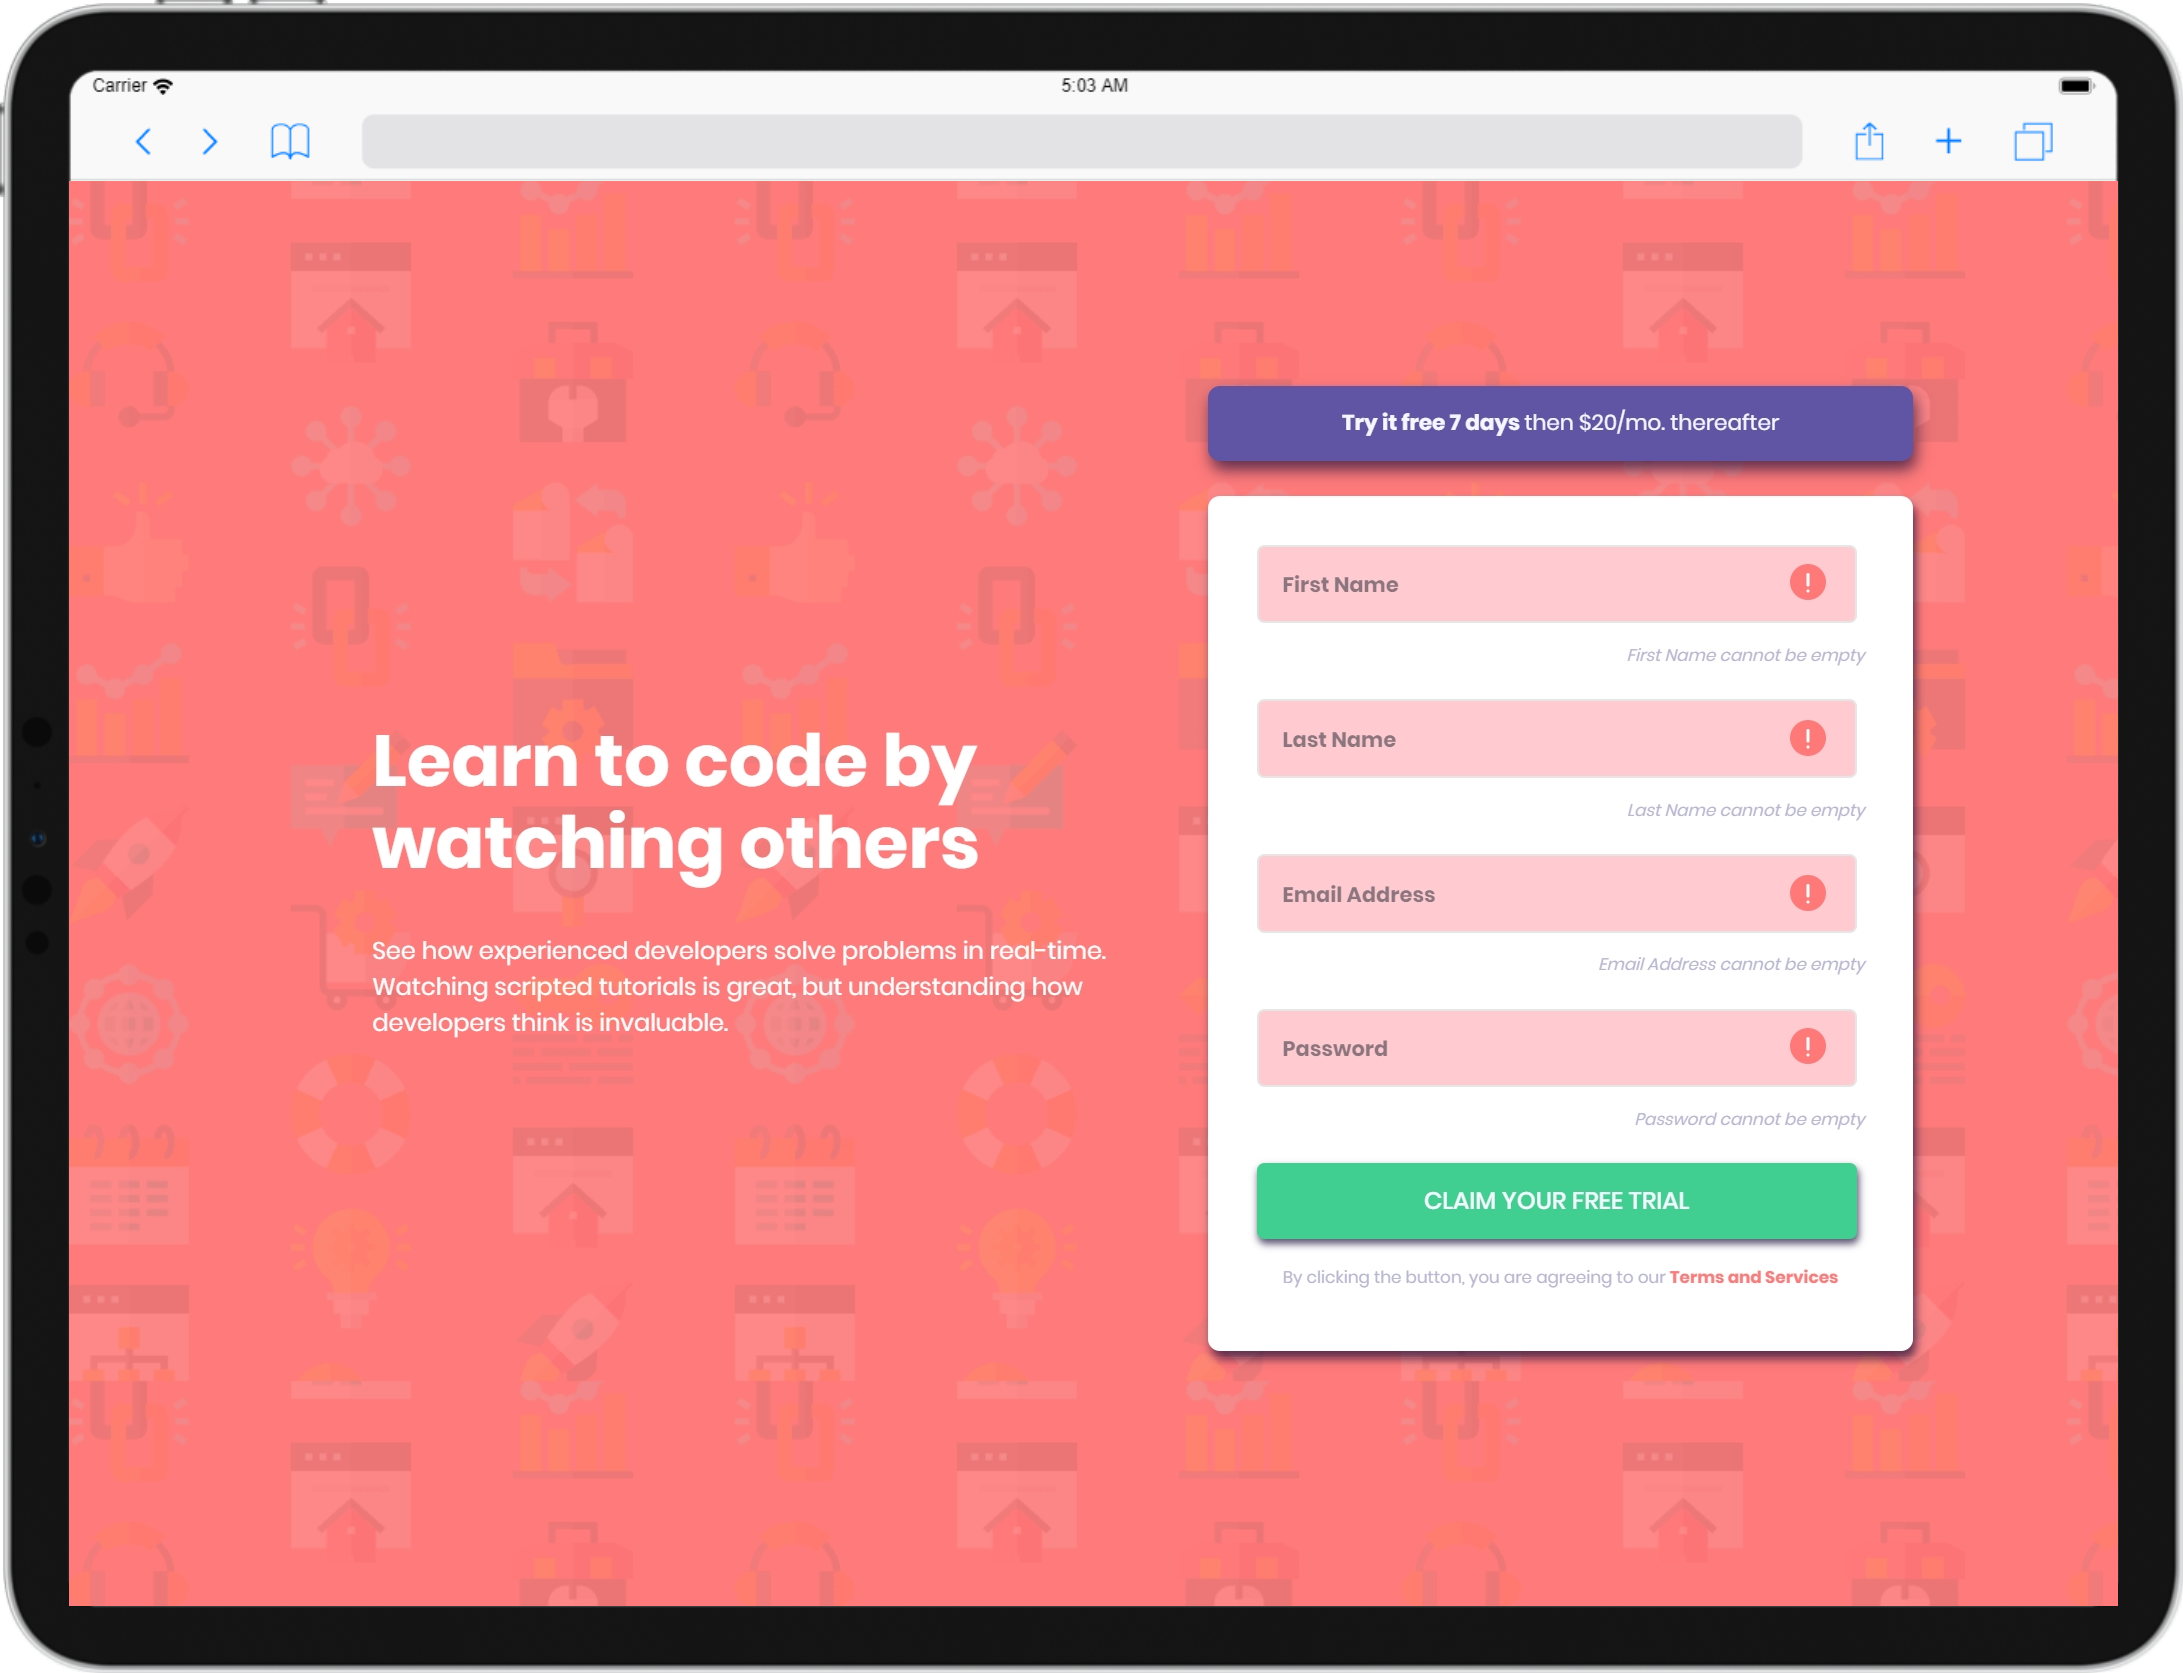 Carrier
5:03 AM
Try it free 7 days then $20/mo. thereafter
Learn to code by
watching others
See how experienced developers solve problems in real-time.
Watching scripted tutorials is great, but understanding how
developers think is invaluable.
First Name
First Name cannot be empty
Last Name
Last Name cannot be empty
Email Address
Email Address cannot be empty
Password
Password cannot be empty
CLAIM YOUR FREE TRIAL
By clicking the button, you are agreeing to our Terms and Services